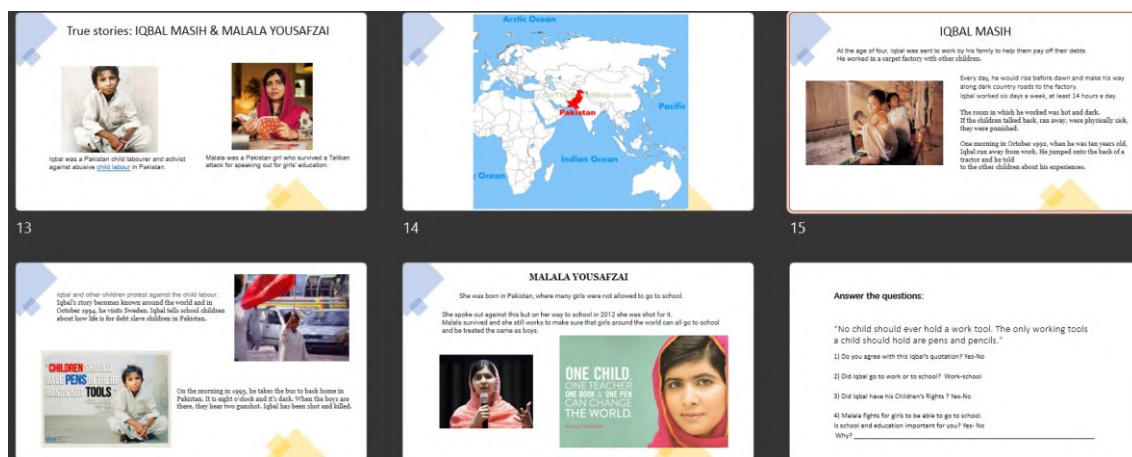 True stories: IQBAL MASIH & MALALA YOUSAFZAI
Iqbal was a Pakistan child labourer and activist
against abusive child labour in Pakistan.
Malala was a Pakistan girl who survived a Taliban
attack for speaking out for girls' education.
13
Arctic Ocean
OnTheWorldMap.com
Pakistan
Pacific
Indian Ocean
c Ocean
14
IQBAL MASIH
At the age of four, Iqbal was sent to work by his family to help them pay off their debts.
He worked in a carpet factory with other children.
Every day, he would rise before dawn and make his way
along dark country roads to the factory.
Iqbal worked six days a week, at least 14 hours a day.
The room in which he worked was hot and dark.
If the children talked back, ran away, were physically sick,
they were punished.
One morning in October 1992, when he was ten years old,
Iqbal run away from work. He jumped onto the back of a
tractor and he told
to the other children about his experiences.
15
Iqbal and other children protest against the child labour.
Iqbal's story becomes known around the world and in
October 1994, he visits Sweden. Iqbal tells school children
about how life is for debt slave children in Pakistan.
"CHILDREN SHOULD
HAVE PENS IN THEIR
HANDS NOT TOOLS"
On the morning in 1995, he takes the bus to back home in
Pakistan. It is eight o'clock and it's dark. When the boys are
there, they hear two gunshot. Iqbal has been shot and killed.
MALALA YOUSAFZAI
She was born in Pakistan, where many girls were not allowed to go to school.
She spoke out against this but on her way to school in 2012 she was shot for it.
Malala survived and she still works to make sure that girls around the world can all go to school
and be treated the same as boys.
ONE CHILD,
ONE TEACHER
ONE BOOK & ONE PEN
CAN CHANGE
THE WORLD.
MALALA YOUSAFZAI
Answer the questions:
"No child should ever hold a work tool. The only working tools
a child should hold are pens and pencils."
1) Do you agree with this Iqbal's quotation? Yes-No
2) Did Iqbal go to work or to school? Work-school
3) Did Iqbal have his Children's Rights ? Yes-No
4) Malala fights for girls to be able to go to school.
Is school and education important for you? Yes- No
Why?